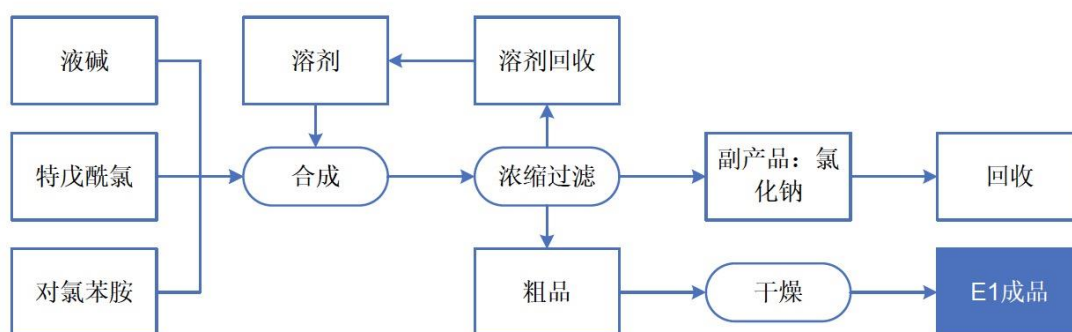 液碱
溶剂
溶剂回收
特戊酰氯
合成
浓缩过滤
副产品：氯
化钠
回收
对氯苯胺
粗品
干燥
E1成品